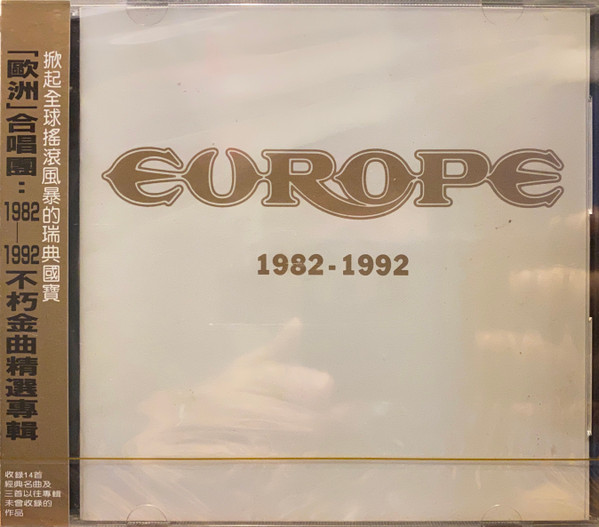 掀起全球搖滾風暴的瑞典國寶
「歐洲」合唱團：1982—1992不朽金曲精選專輯
收錄14首
經典名曲及
三首以往專輯
未曾收錄的
作品
EUROPE
1982-1992